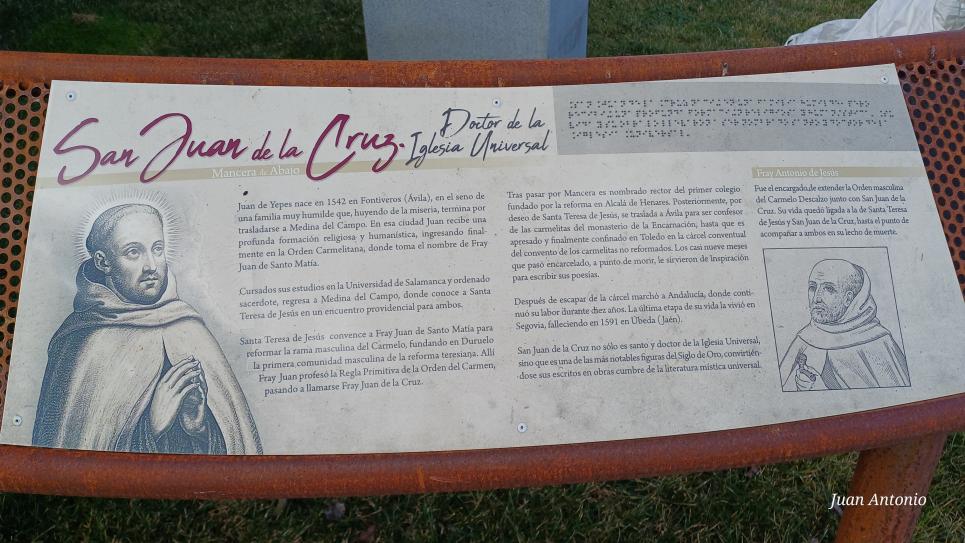 San Juan de la Cruz.
Doctor de la
Iglesia Universal
Mancera de Abajo
Juan de Yepes nace en 1542 en Fontiveros (Ávila), en el seno de
una familia muy humilde que, huyendo de la miseria, termina por
trasladarse a Medina del Campo. En esa ciudad Juan recibe una
profunda formación religiosa y humanística, ingresando final-
mente en la Orden Carmelitana, donde toma el nombre de Fray
Juan de Santo Matía.
Cursados sus estudios en la Universidad de Salamanca y ordenado
sacerdote, regresa a Medina del Campo, donde conoce a Santa
Teresa de Jesús en un encuentro providencial para ambos.
Santa Teresa de Jesús convence a Fray Juan de Santo Matía para
reformar la rama masculina del Carmelo, fundando en Duruelo
la primera comunidad masculina de la reforma teresiana. Allí
Fray Juan profesó la Regla Primitiva de la Orden del Carmen,
pasando a llamarse Fray Juan de la Cruz.
Tras pasar por Mancera es nombrado rector del primer colegio
fundado por la reforma en Alcalá de Henares. Posteriormente, por
deseo de Santa Teresa de Jesús, se traslada a Ávila para ser confesor
de las carmelitas del monasterio de la Encarnación, hasta que es
apresado y finalmente confinado en Toledo en la cárcel conventual
del convento de los carmelitas no reformados. Los casi nueve meses
que pasó encarcelado, a punto de morir, le sirvieron de inspiración
para escribir sus poesías.
Después de escapar de la cárcel marchó a Andalucía, donde conti-
nuó su labor durante diez años. La última etapa de su vida la vivió en
Segovia, falleciendo en 1591 en Úbeda (Jaén).
San Juan de la Cruz no sólo es santo y doctor de la Iglesia Universal,
sino que es una de las más notables figuras del Siglo de Oro, convirtién-
dose sus escritos en obras cumbre de la literatura mística universal.
Fray Antonio de Jesús
Fue el encargado de extender la Orden masculina
del Carmelo Descalzo junto con San Juan de la
Cruz. Su vida quedó ligada a la de Santa Teresa
de Jesús y San Juan de la Cruz, hasta el punto de
acompañar a ambos en su lecho de muerte.
Juan Antonio